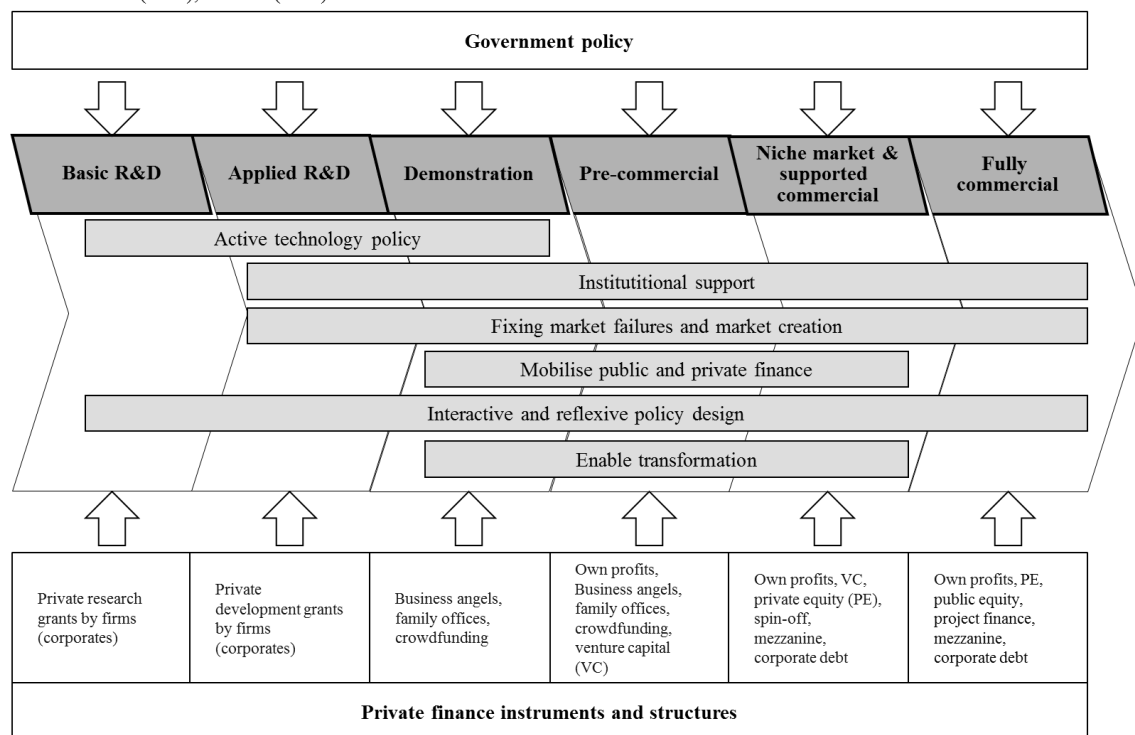 Government policy
Basic R&D
Applied R&D
Demonstration
Pre-commercial
Niche market &
supported
commercial
Fully
commercial
Active technology policy
Institutitional support
Fixing market failures and market creation
Mobilise public and private finance
Interactive and reflexive policy design
Enable transformation
Private research
grants by firms
(corporates)
Private
development grants
by firms
(corporates)
Business angels,
family offices,
crowdfunding
Own profits,
Business angels,
family offices,
crowdfunding,
venture capital
(VC)
Own profits, VC,
private equity (PE),
spin-off,
mezzanine,
corporate debt
Own profits, PE,
public equity,
project finance,
mezzanine,
corporate debt
Private finance instruments and structures